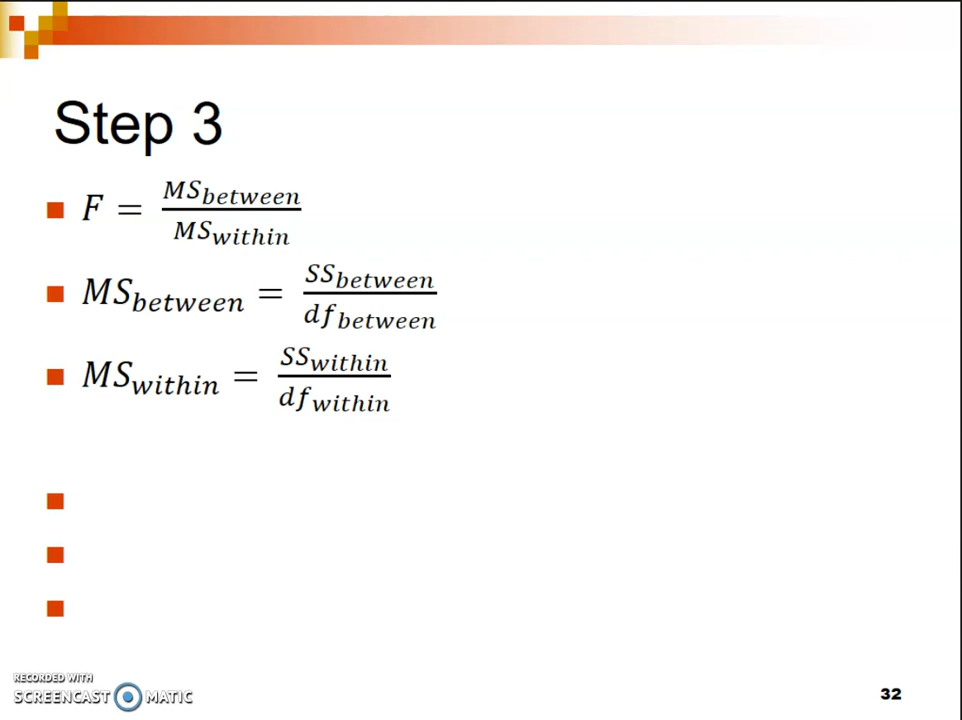 Step 3
F = MS_between / MS_within
MS_between = SS_between / df_between
MS_within = SS_within / df_within
RECORDED WITH
SCREENCAST MATIC
32